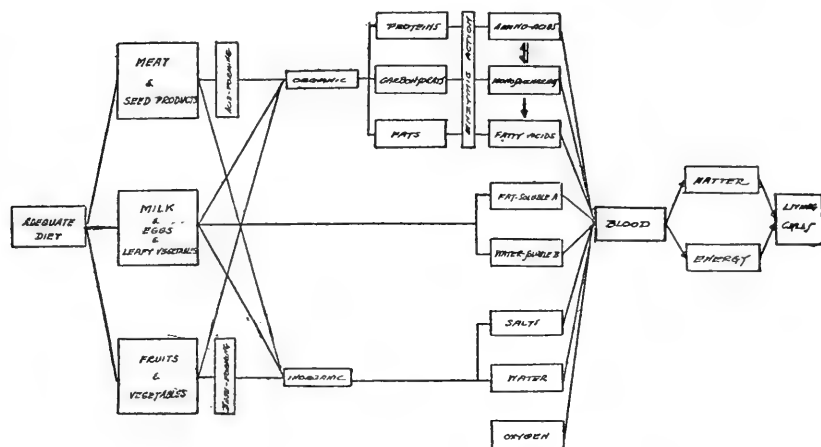 ADEQUATE
DIET
MEAT
&
SEED PRODUCTS
ACID-FORMING
MILK
&
EGGS
&
LEAFY VEGETABLES
FRUITS
&
VEGETABLES
BASE-FORMING
ORGANIC
INORGANIC
PROTEINS
CARBOHYDRATES
FATS
ENZYMIC ACTION
AMINO-ACIDS
FATTY ACIDS
FAT-SOLUBLE A
WATER-SOLUBLE B
SALTS
WATER
OXYGEN
BLOOD
MATTER
ENERGY
LIVING
CELLS